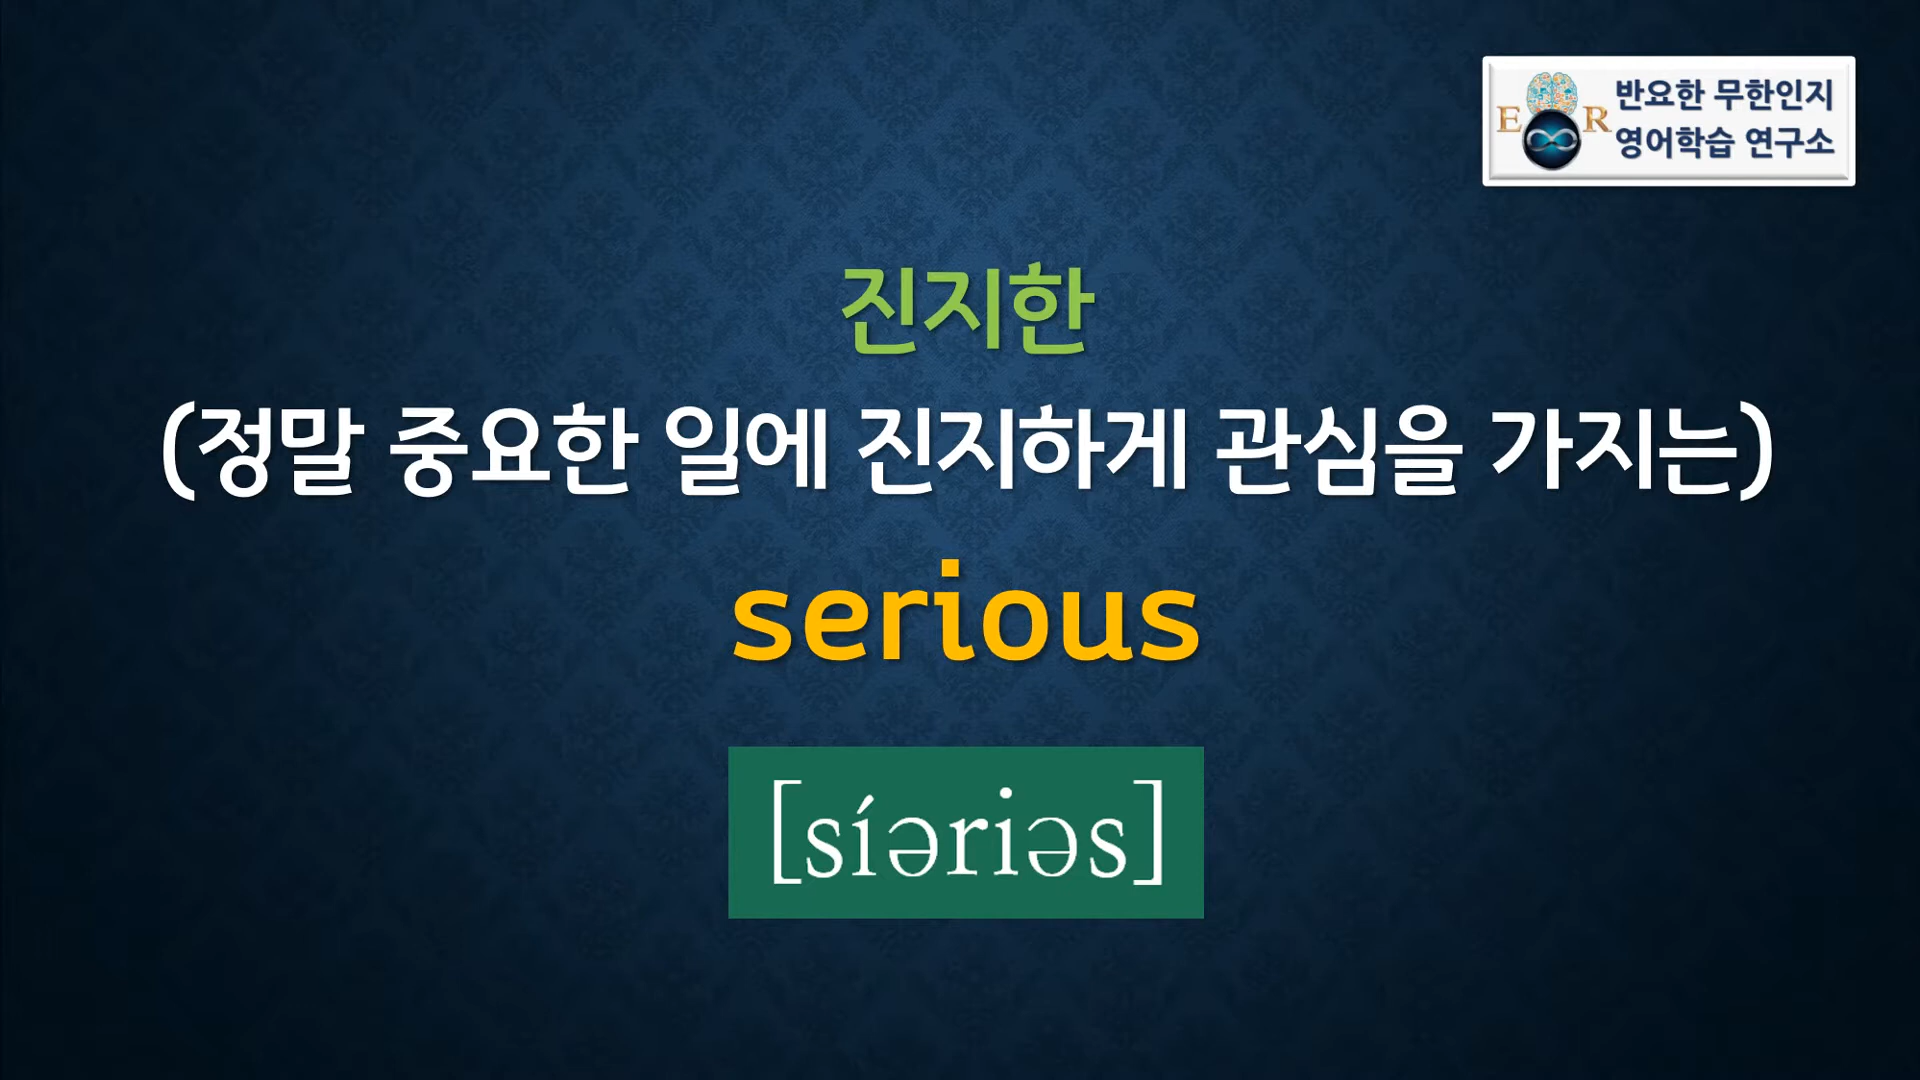 E R 반요한 무한인지
영어학습 연구소
진지한
(정말 중요한 일에 진지하게 관심을 가지는)
serious
[síəriəs]